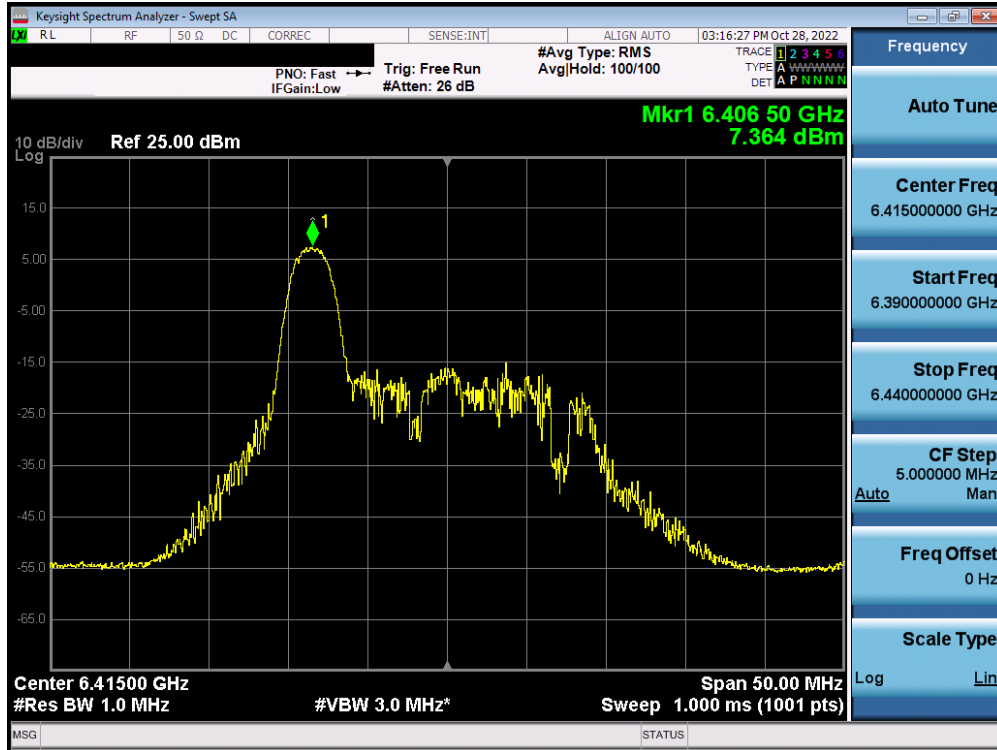 Keysight Spectrum Analyzer - Swept SA
LXI RL RF 50 Ω DC CORREC SENSE:INT ALIGN AUTO 03:16:27 PM Oct 28, 2022
PNO: Fast Trig: Free Run #Avg Type: RMS TRACE 1 2 3 4 5 6
IFGain:Low #Atten: 26 dB Avg|Hold: 100/100 TYPE A WWWWW
DET A P N N N N
Mkr1 6.406 50 GHz
7.364 dBm
10 dB/div Ref 25.00 dBm
Log
1
15.0
5.00
-5.00
-15.0
-25.0
-35.0
-45.0
-55.0
-65.0
Center 6.41500 GHz Span 50.00 MHz
#Res BW 1.0 MHz #VBW 3.0 MHz* Sweep 1.000 ms (1001 pts)
MSG STATUS
Frequency
Auto Tune
Center Freq
6.415000000 GHz
Start Freq
6.390000000 GHz
Stop Freq
6.440000000 GHz
CF Step
5.000000 MHz
Auto Man
Freq Offset
0 Hz
Scale Type
Log Lin